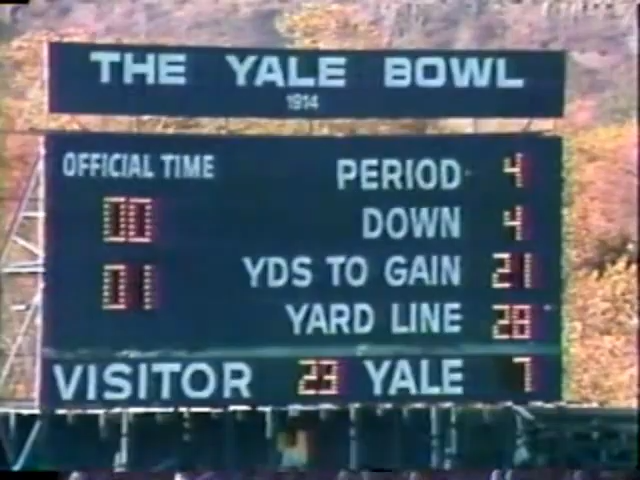 THE YALE BOWL
1914
OFFICIAL TIME
00
01
PERIOD 4
DOWN 4
YDS TO GAIN 21
YARD LINE 28
VISITOR 23 YALE 7